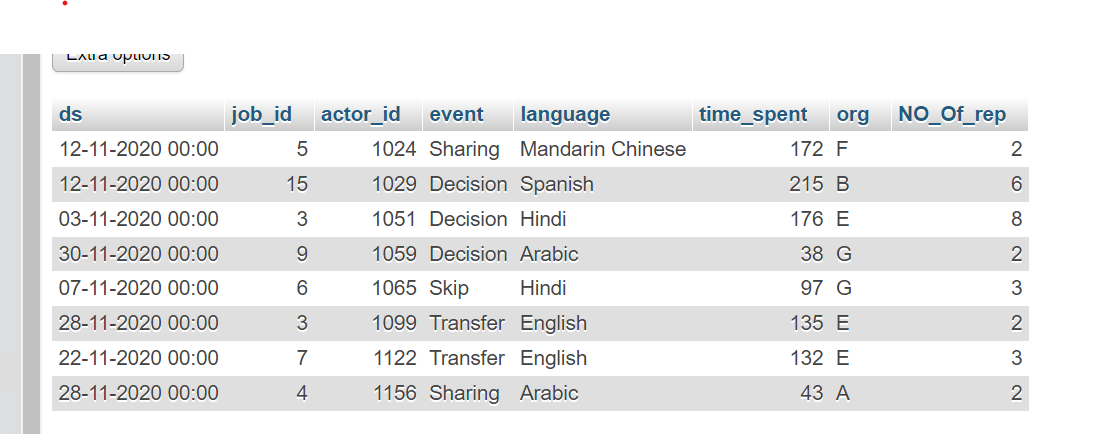 Extra options
ds job_id actor_id event language time_spent org NO_Of_rep
12-11-2020 00:00 5 1024 Sharing Mandarin Chinese 172 F 2
12-11-2020 00:00 15 1029 Decision Spanish 215 B 6
03-11-2020 00:00 3 1051 Decision Hindi 176 E 8
30-11-2020 00:00 9 1059 Decision Arabic 38 G 2
07-11-2020 00:00 6 1065 Skip Hindi 97 G 3
28-11-2020 00:00 3 1099 Transfer English 135 E 2
22-11-2020 00:00 7 1122 Transfer English 132 E 3
28-11-2020 00:00 4 1156 Sharing Arabic 43 A 2